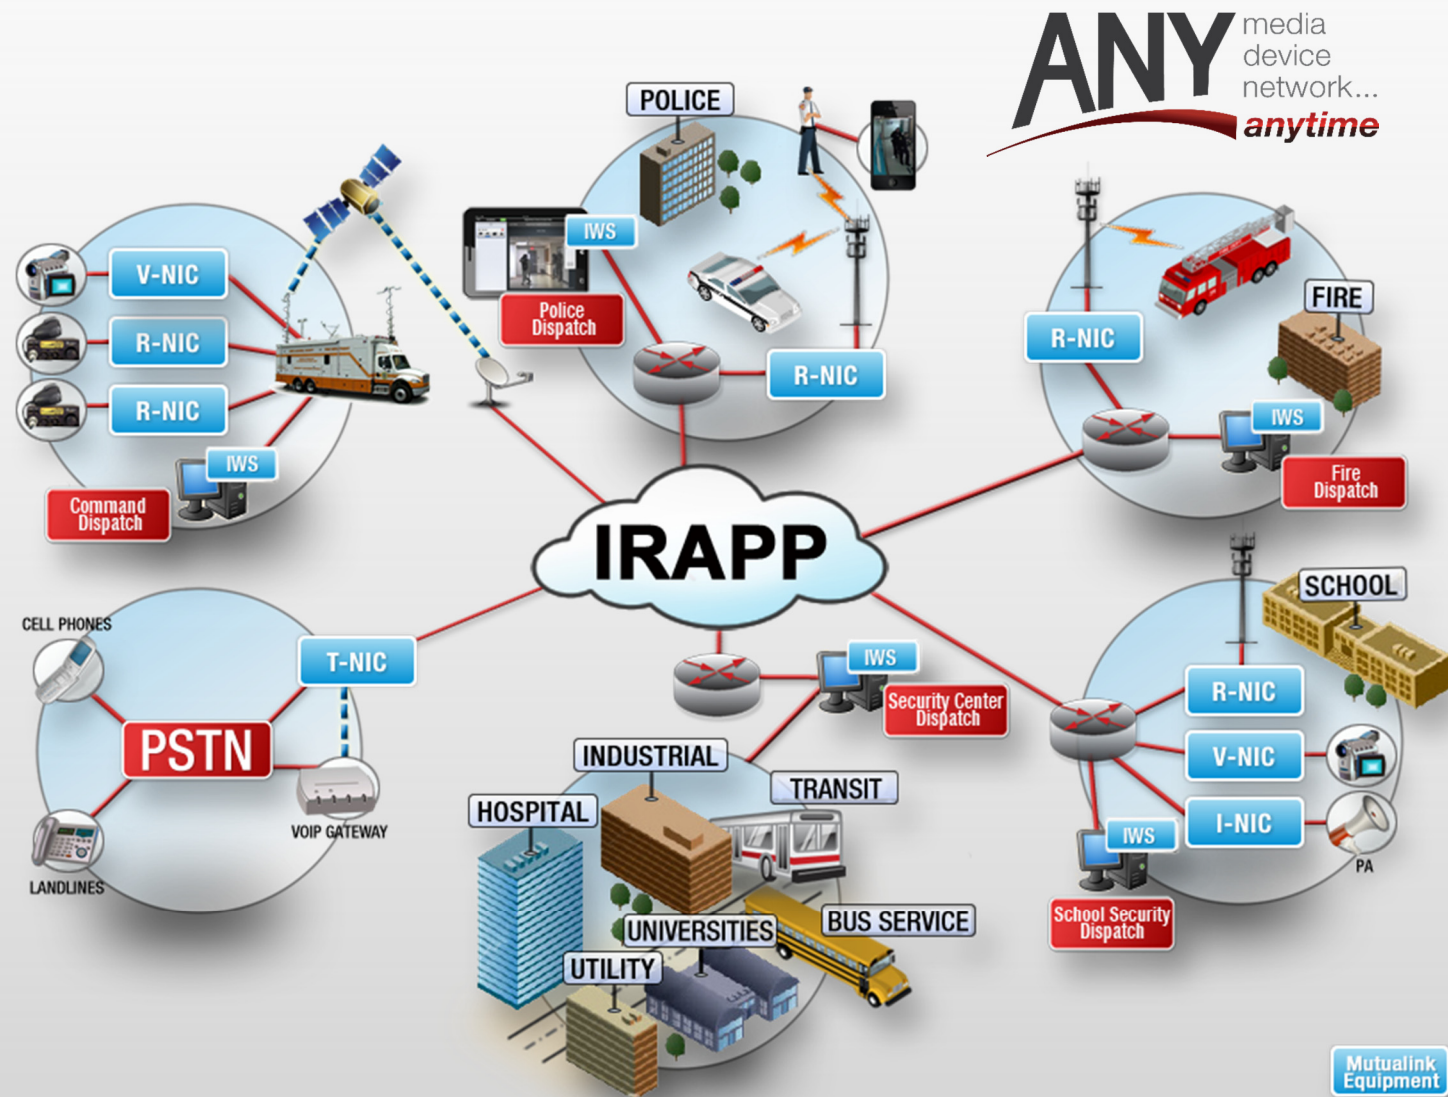 ANY
media
device
network...
anytime
POLICE
IWS
Police
Dispatch
R-NIC
V-NIC
R-NIC
R-NIC
IWS
Command
Dispatch
R-NIC
FIRE
IWS
Fire
Dispatch
IRAPP
CELL PHONES
T-NIC
PSTN
VOIP GATEWAY
LANDLINES
IWS
Security Center
Dispatch
INDUSTRIAL
TRANSIT
HOSPITAL
BUS SERVICE
UNIVERSITIES
UTILITY
SCHOOL
R-NIC
V-NIC
I-NIC
PA
IWS
School Security
Dispatch
Mutualink
Equipment